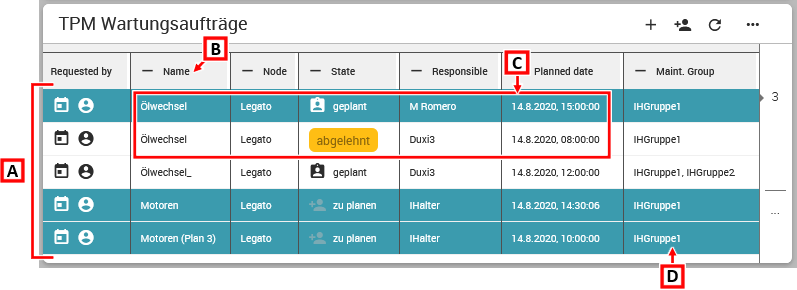 TPM Wartungsaufträge
B
C
Requested by Name Node State Responsible Planned date Maint. Group
Ölwechsel Legato geplant M Romero 14.8.2020, 15:00:00 IHGruppe1 3
Ölwechsel Legato abgelehnt Duxi3 14.8.2020, 08:00:00 IHGruppe1
A
Ölwechsel_ Legato geplant Duxi3 14.8.2020, 12:00:00 IHGruppe1, IHGruppe2
Motoren Legato zu planen IHalter 14.8.2020, 14:30:06 IHGruppe1 ...
Motoren (Plan 3) Legato zu planen IHalter 14.8.2020, 10:00:00 IHGruppe1
D